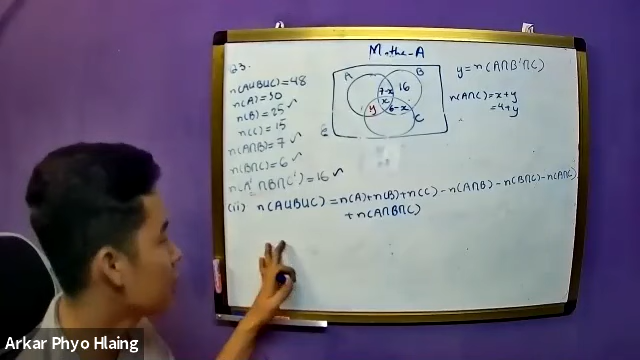 Maths-A
23.
n(A∪B∪C)=48
n(A)=30
n(B)=25 ✓
n(C)=15
n(A∩B)=7 ✓
n(B∩C)=6 ✓
n(A'∩B∩C')=16 ✓
A
B
7-x
16
x
y
6-x
C
y=n(A∩B'∩C)
n(A∩C)=x+y
=4+y
(ii) n(A∪B∪C) =n(A)+n(B)+n(C)-n(A∩B)-n(B∩C)-n(A∩C)
+n(A∩B∩C)
Arkar Phyo Hlaing